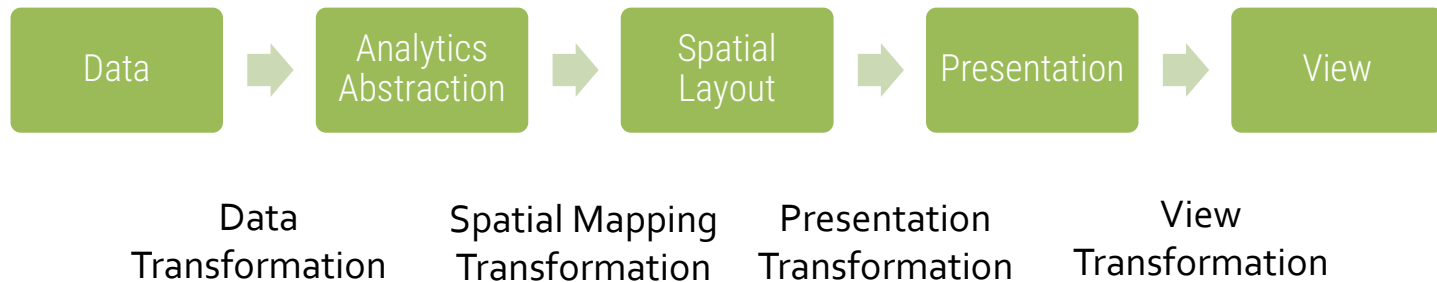 Data
Analytics
Abstraction
Spatial
Layout
Presentation
View
Data
Transformation
Spatial Mapping
Transformation
Presentation
Transformation
View
Transformation